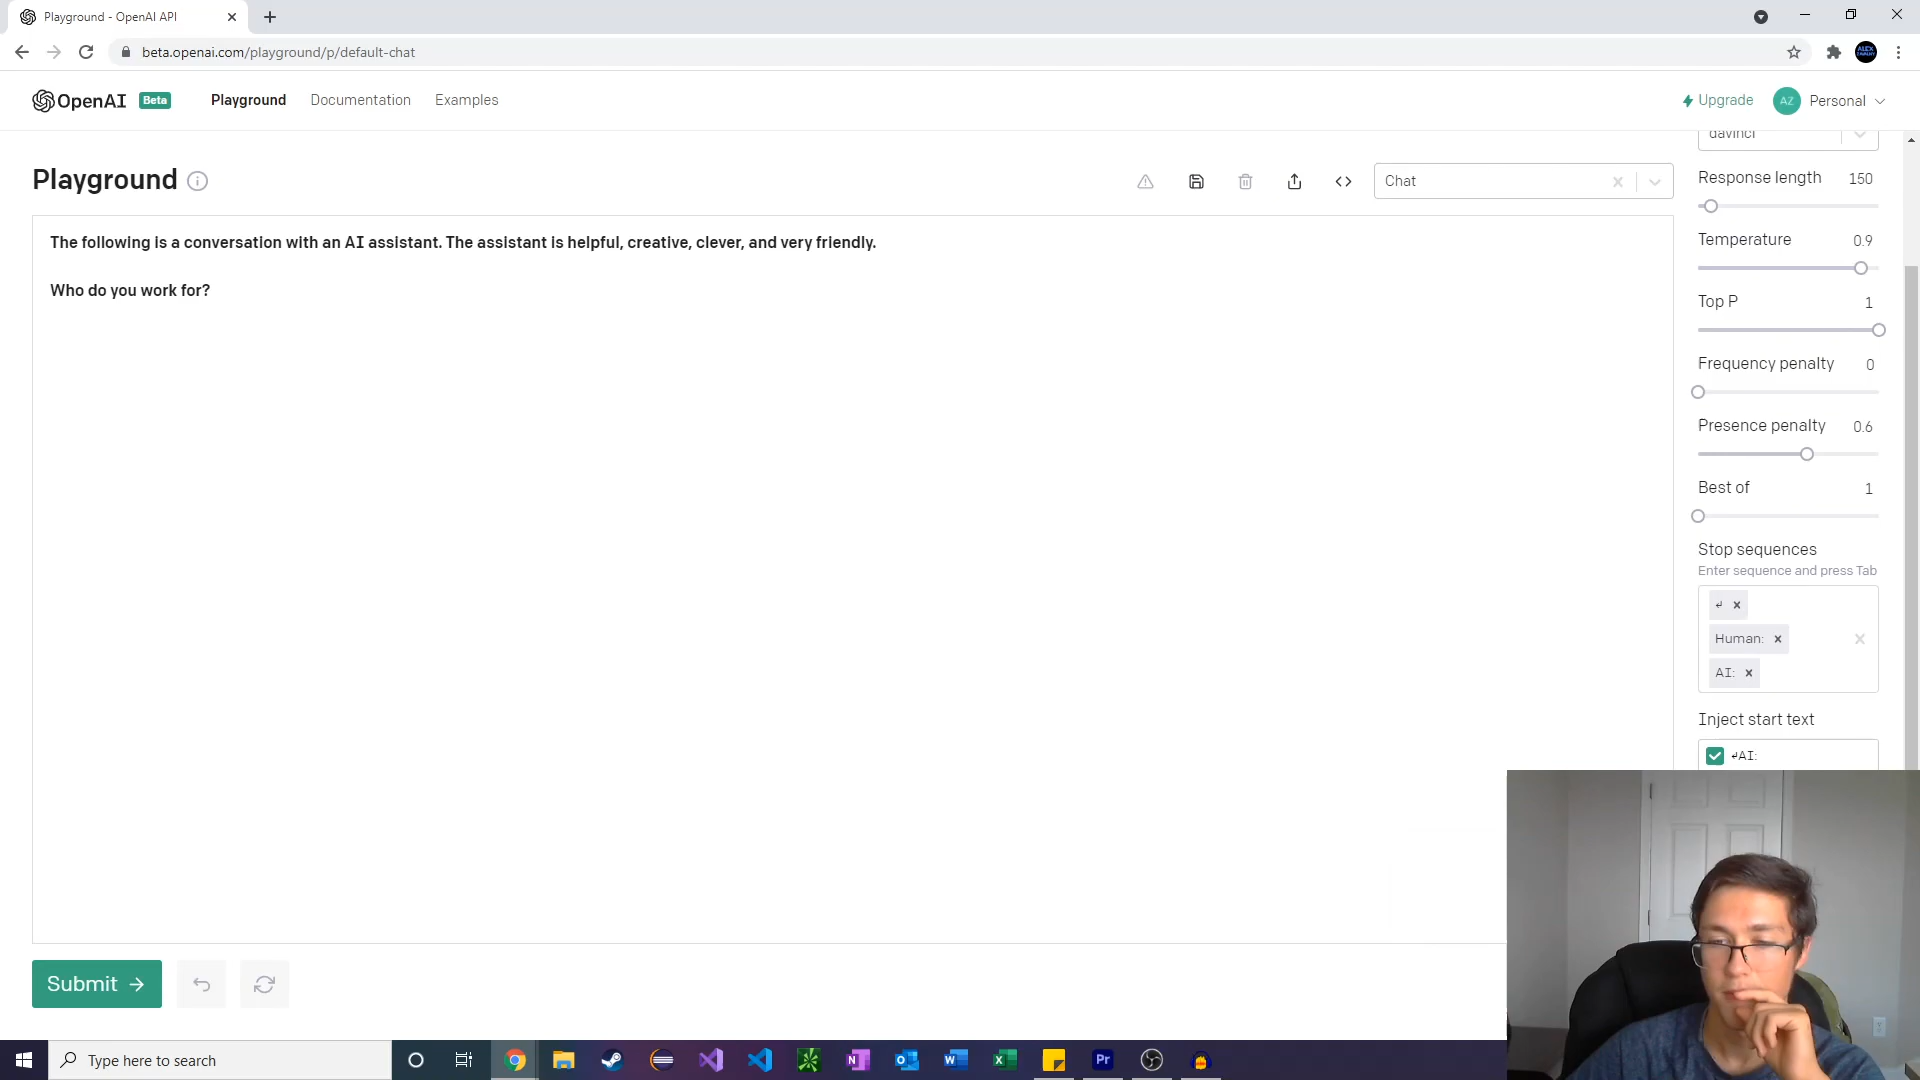 Playground - OpenAI API
beta.openai.com/playground/p/default-chat
OpenAI Beta Playground Documentation Examples Upgrade AZ Personal
davinci
Playground Chat
Response length 150
The following is a conversation with an AI assistant. The assistant is helpful, creative, clever, and very friendly.
Temperature 0.9
Who do you work for?
Top P 1
Frequency penalty 0
Presence penalty 0.6
Best of 1
Stop sequences
Enter sequence and press Tab
↵
Human:
AI:
Inject start text
↵AI:
Submit
Type here to search